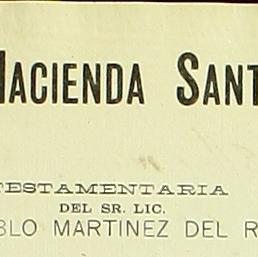 HACIENDA SANT
TESTAMENTARIA
DEL SR. LIC.
BLO MARTINEZ DEL R